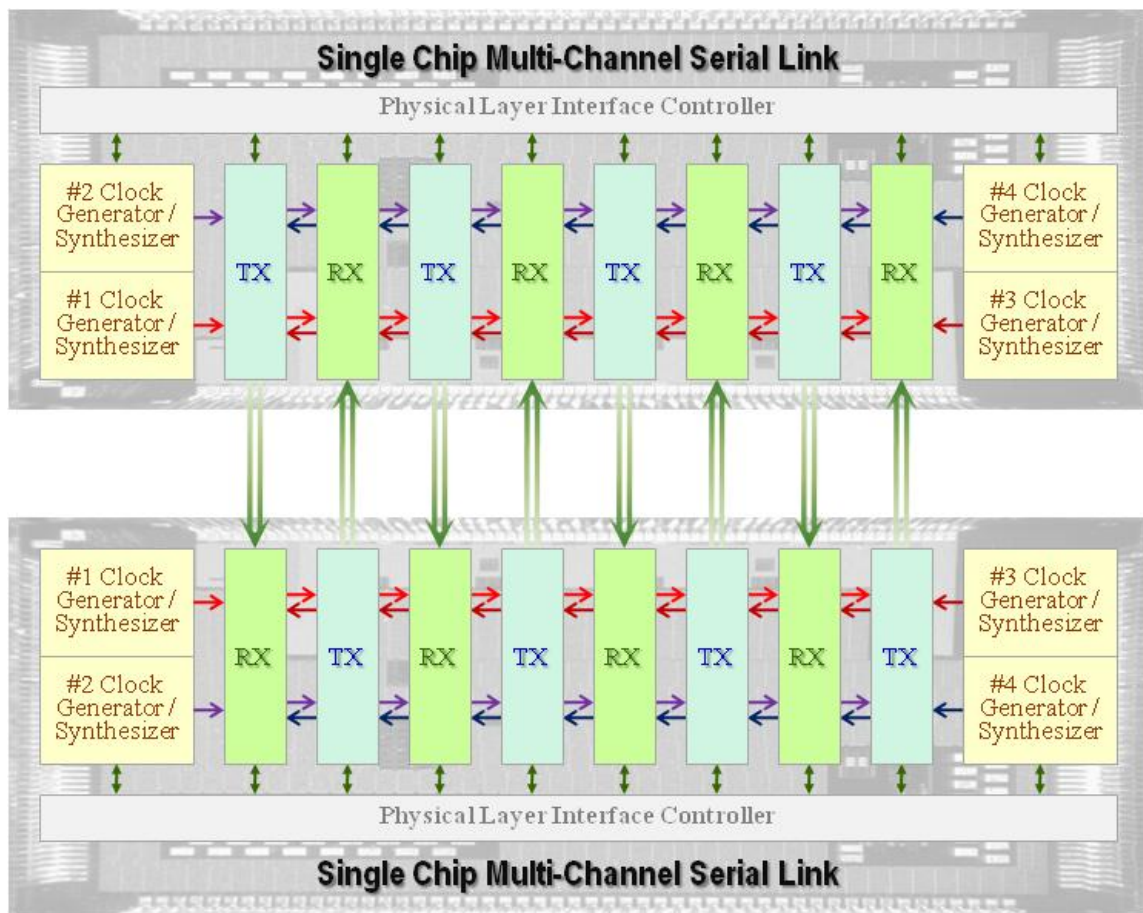 Single Chip Multi-Channel Serial Link
Physical Layer Interface Controller
#2 Clock
Generator/
Synthesizer
#1 Clock
Generator/
Synthesizer
TX
RX
TX
RX
TX
RX
TX
RX
#4 Clock
Generator/
Synthesizer
#3 Clock
Generator/
Synthesizer
#1 Clock
Generator/
Synthesizer
#2 Clock
Generator/
Synthesizer
RX
TX
RX
TX
RX
TX
RX
TX
#3 Clock
Generator/
Synthesizer
#4 Clock
Generator/
Synthesizer
Physical Layer Interface Controller
Single Chip Multi-Channel Serial Link